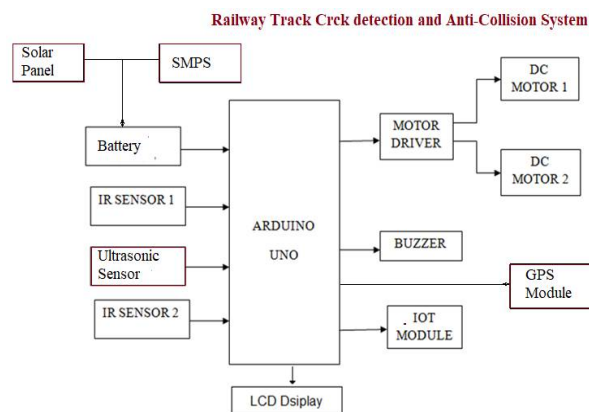 Railway Track Crck detection and Anti-Collision System
Solar
Panel
SMPS
Battery
IR SENSOR 1
Ultrasonic
Sensor
IR SENSOR 2
ARDUINO
UNO
LCD Dsiplay
MOTOR
DRIVER
DC
MOTOR 1
DC
MOTOR 2
BUZZER
GPS
Module
IOT
MODULE